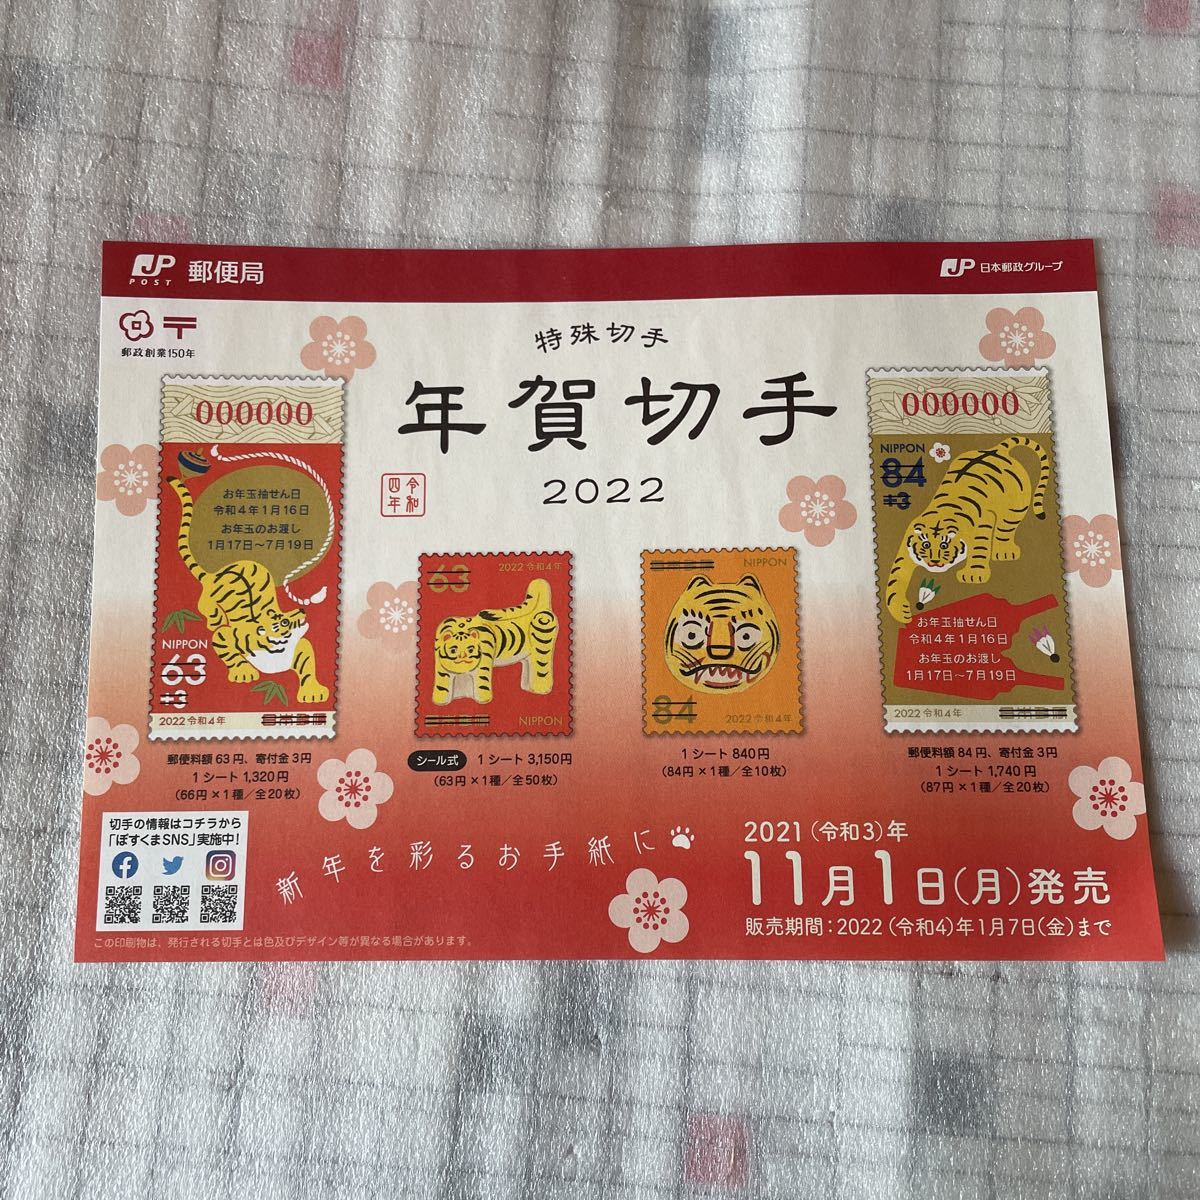 JP
POST
郵便局
JP 日本郵政グループ
郵政創業150年
特殊切手
年賀切手
2022
令和
四年
000000
お年玉抽せん日
令和4年1月16日
お年玉のお渡し
1月17日～7月19日
NIPPON
63
+3
2022 令和4年
郵便料額 63円、寄付金 3円
1シート 1,320円
(66円×1種／全20枚)
63
2022 令和4年
NIPPON
シール式 1シート 3,150円
(63円×1種／全50枚)
NIPPON
84
2022 令和4年
1シート 840円
(84円×1種／全10枚)
000000
NIPPON
84
+3
お年玉抽せん日
令和4年1月16日
お年玉のお渡し
1月17日～7月19日
2022 令和4年
郵便料額 84円、寄付金 3円
1シート 1,740円
(87円×1種／全20枚)
切手の情報はコチラから
「ぽすくまSNS」実施中！
新年を彩るお手紙に
2021(令和3)年
11月1日(月)発売
販売期間：2022(令和4)年1月7日(金)まで
この印刷物は、発行される切手とは色及びデザイン等が異なる場合があります。